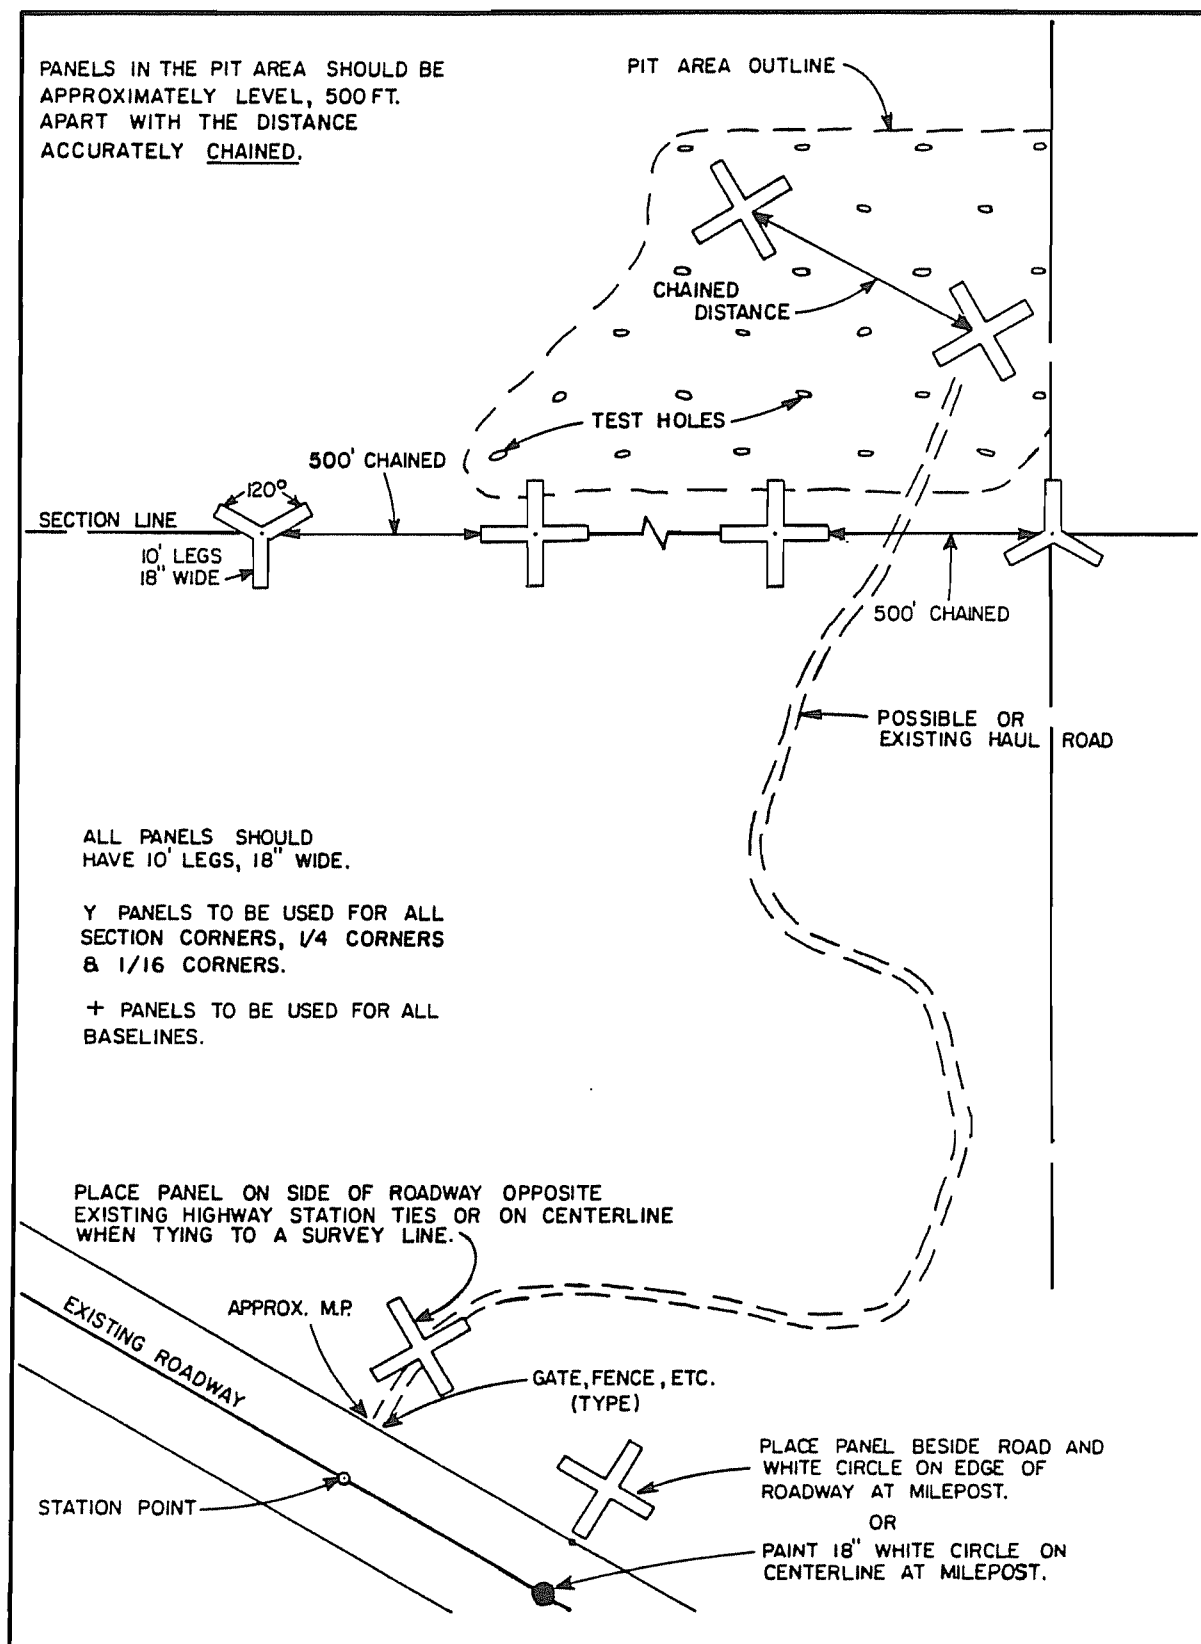 PANELS IN THE PIT AREA SHOULD BE
APPROXIMATELY LEVEL, 500 FT.
APART WITH THE DISTANCE
ACCURATELY CHAINED.
PIT AREA OUTLINE
CHAINED
DISTANCE
TEST HOLES
500' CHAINED
120°
SECTION LINE
10' LEGS
18" WIDE
500' CHAINED
POSSIBLE OR
EXISTING HAUL ROAD
ALL PANELS SHOULD
HAVE 10' LEGS, 18" WIDE.
Y PANELS TO BE USED FOR ALL
SECTION CORNERS, 1/4 CORNERS
& 1/16 CORNERS.
+ PANELS TO BE USED FOR ALL
BASELINES.
PLACE PANEL ON SIDE OF ROADWAY OPPOSITE
EXISTING HIGHWAY STATION TIES OR ON CENTERLINE
WHEN TYING TO A SURVEY LINE.
APPROX. M.P.
EXISTING ROADWAY
GATE, FENCE, ETC.
(TYPE)
STATION POINT
PLACE PANEL BESIDE ROAD AND
WHITE CIRCLE ON EDGE OF
ROADWAY AT MILEPOST.
OR
PAINT 18" WHITE CIRCLE ON
CENTERLINE AT MILEPOST.